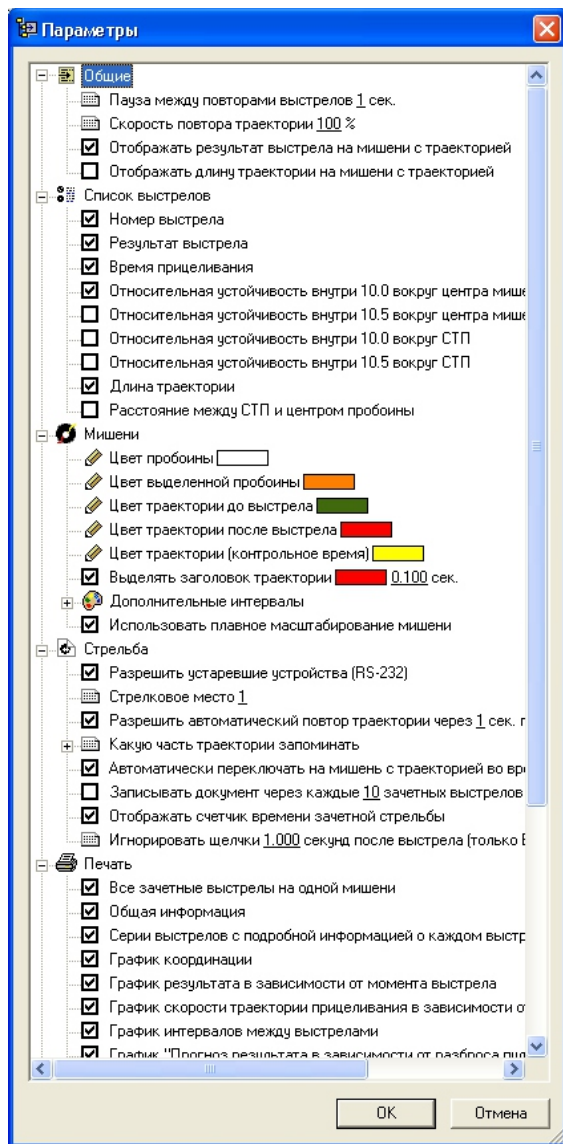 Параметры
Общие
Пауза между повторами выстрелов 1 сек.
Скорость повтора траектории 100 %
Отображать результат выстрела на мишени с траекторией
Отображать длину траектории на мишени с траекторией
Список выстрелов
Номер выстрела
Результат выстрела
Время прицеливания
Относительная устойчивость внутри 10.0 вокруг центра мише
Относительная устойчивость внутри 10.5 вокруг центра мише
Относительная устойчивость внутри 10.0 вокруг СТП
Относительная устойчивость внутри 10.5 вокруг СТП
Длина траектории
Расстояние между СТП и центром пробоины
Мишени
Цвет пробоины
Цвет выделенной пробоины
Цвет траектории до выстрела
Цвет траектории после выстрела
Цвет траектории (контрольное время)
Выделять заголовок траектории 0.100 сек.
Дополнительные интервалы
Использовать плавное масштабирование мишени
Стрельба
Разрешить устаревшие устройства (RS-232)
Стрелковое место 1
Разрешить автоматический повтор траектории через 1 сек. г
Какую часть траектории запоминать
Автоматически переключать на мишень с траекторией во вре
Записывать документ через каждые 10 зачетных выстрелов
Отображать счетчик времени зачетной стрельбы
Игнорировать щелчки 1.000 секунд после выстрела (только
Печать
Все зачетные выстрелы на одной мишени
Общая информация
Серии выстрелов с подробной информацией о каждом выстр
График координации
График результата в зависимости от момента выстрела
График скорости траектории прицеливания в зависимости от
График интервалов между выстрелами
График "Прогноз результата в зависимости от разброса
OK Отмена